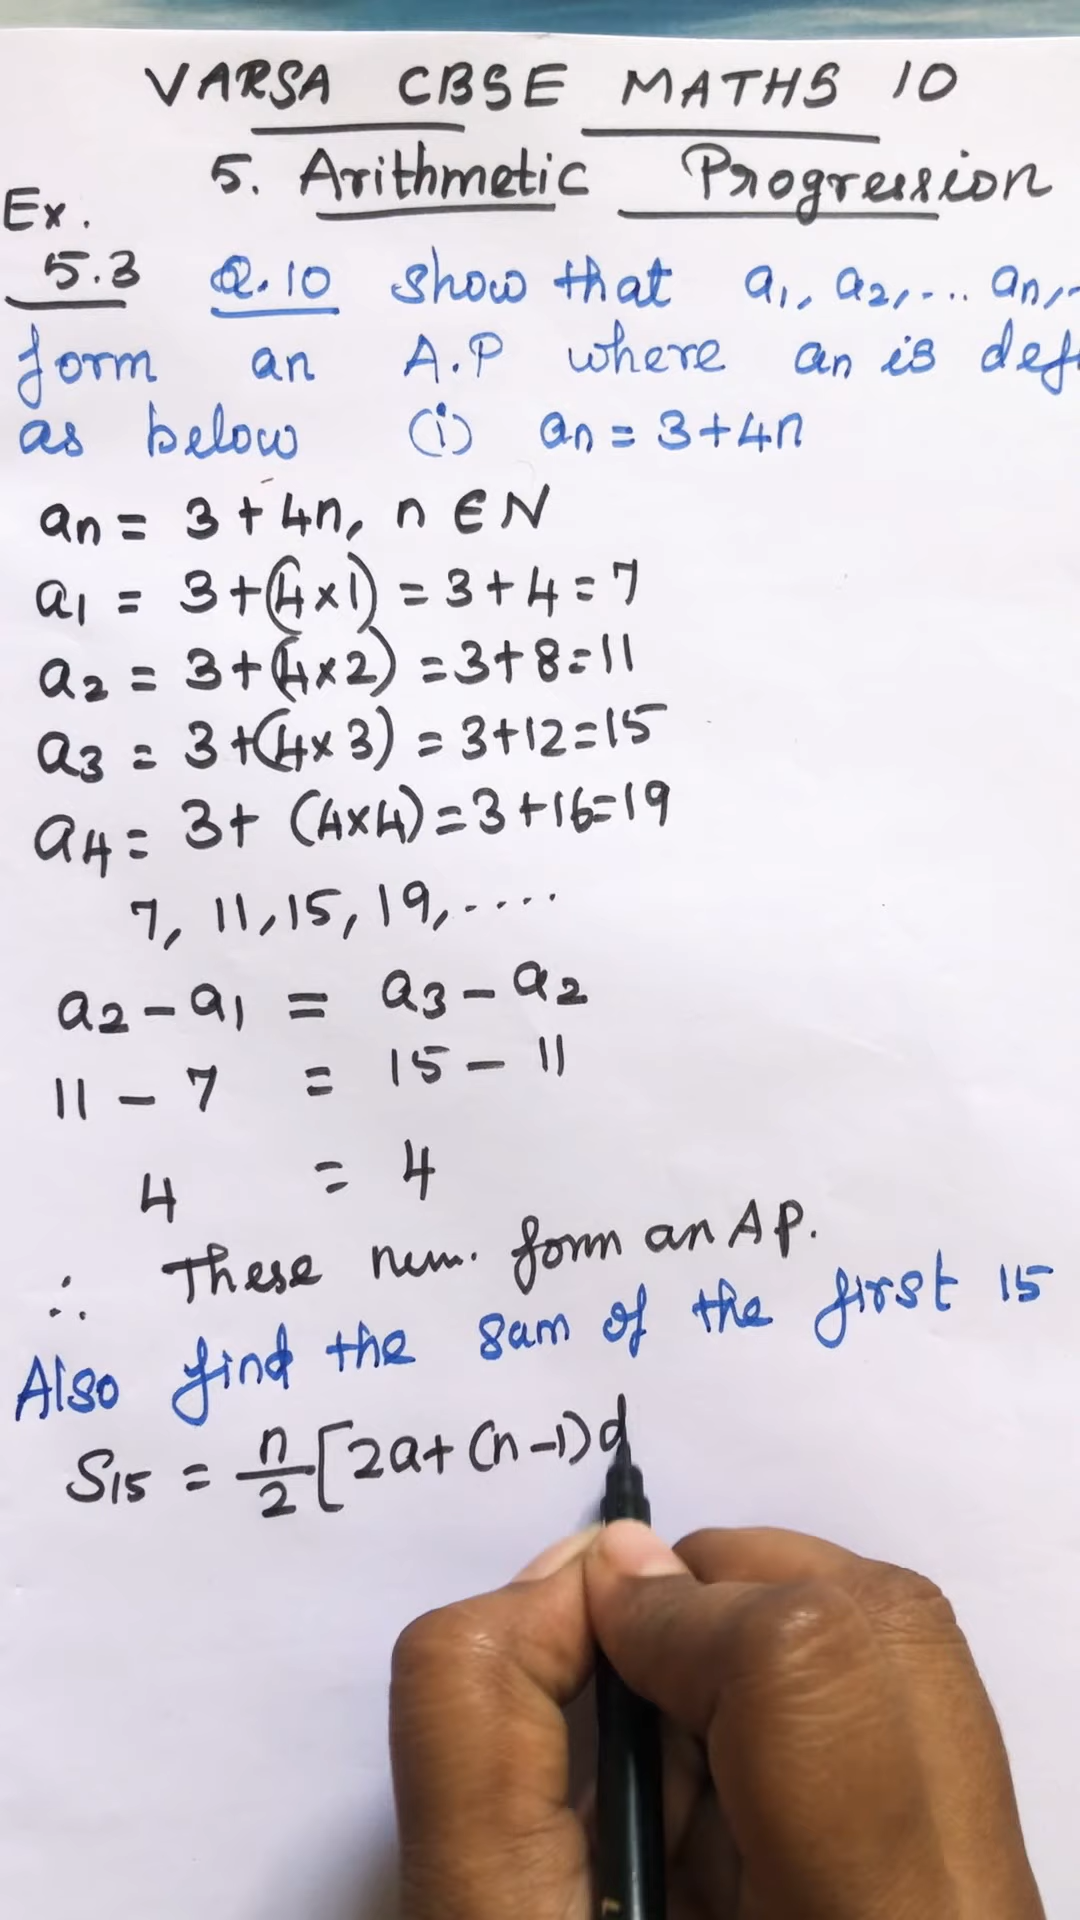 VARSA CBSE MATHS 10
5. Arithmetic Progression
Ex.
5.3 Q.10 show that a1, a2, ... an,
form an A.P where an is def
as below (i) an = 3+4n
an = 3 + 4n, n ∈ N
a1 = 3+(4×1) = 3+4=7
a2 = 3+(4×2) =3+8=11
a3 = 3+(4×3) = 3+12=15
a4= 3+ (4×4)=3+16=19
7, 11, 15, 19, ....
a2-a1 = a3-a2
11 - 7 = 15 - 11
4 = 4
∴ These num. form an AP.
Also find the sum of the first 15
S15 = n/2 [2a+(n-1)d